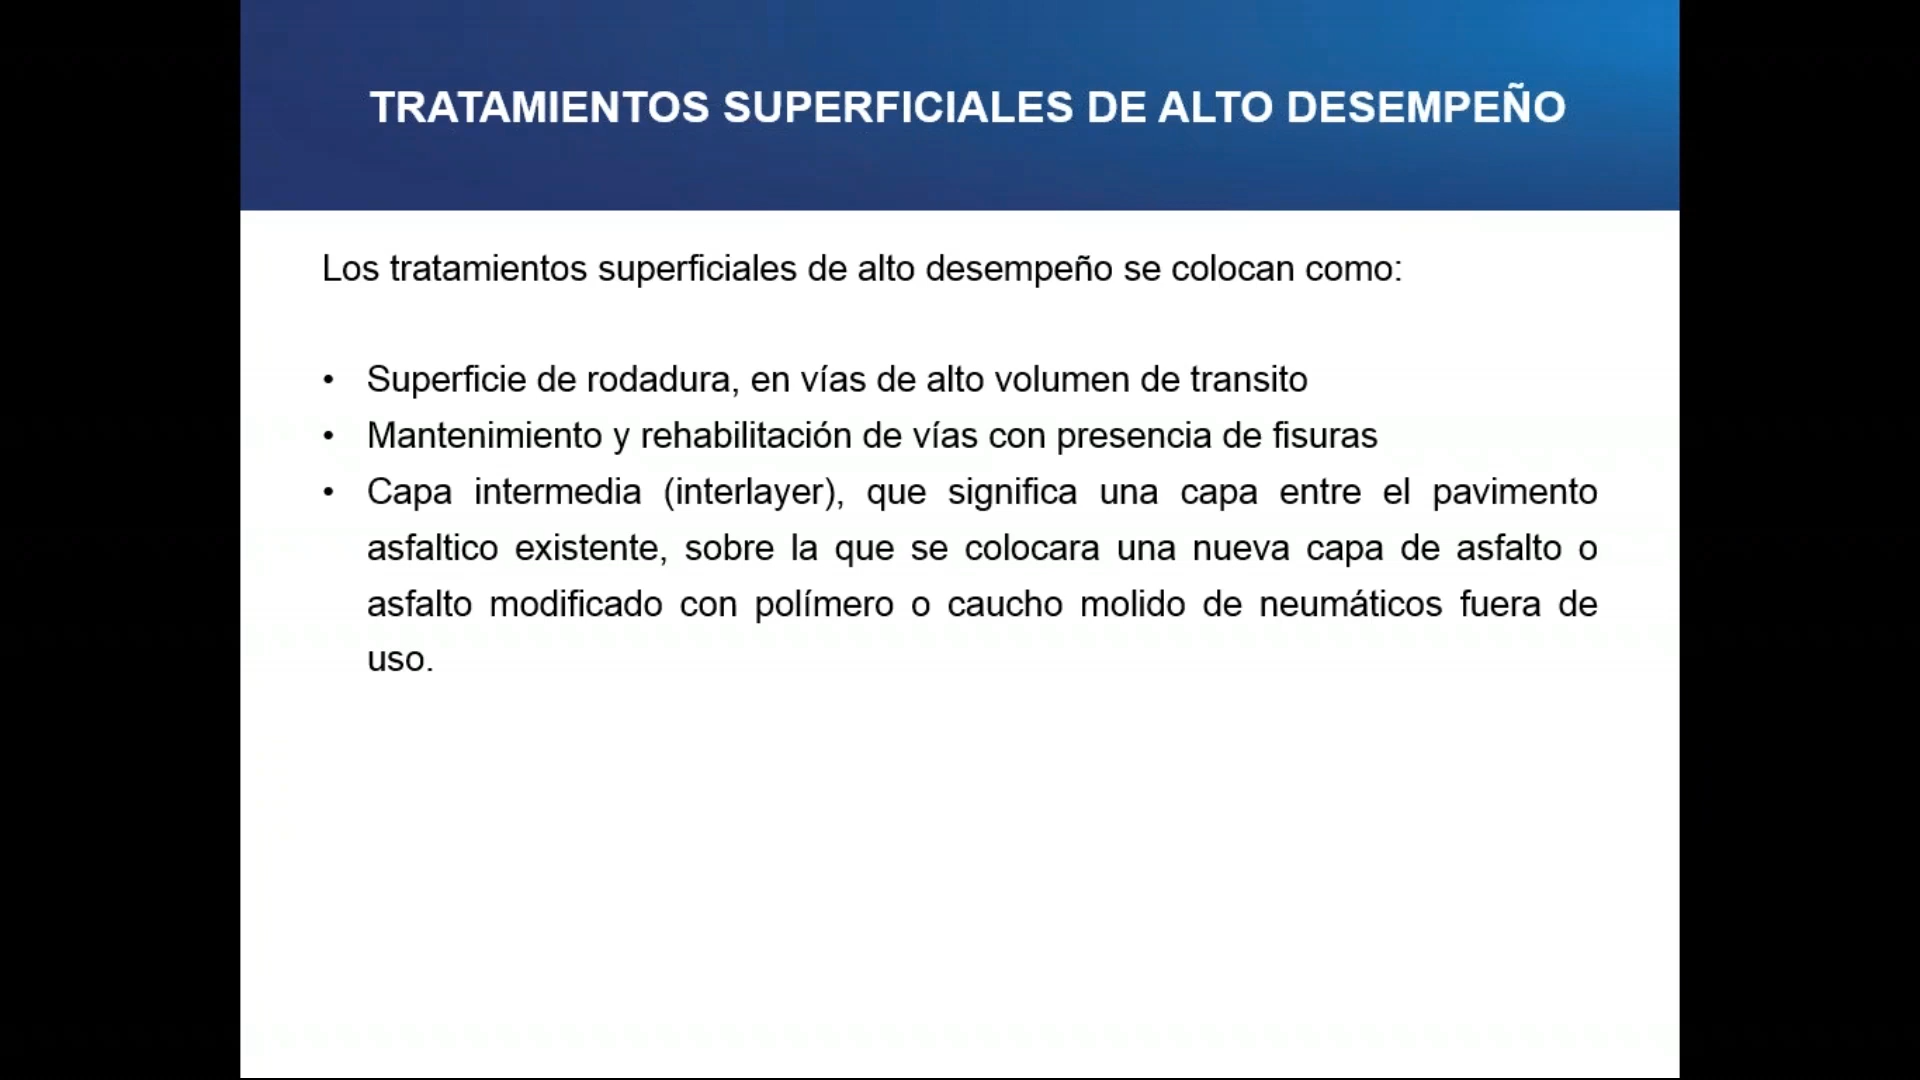 TRATAMIENTOS SUPERFICIALES DE ALTO DESEMPEÑO
Los tratamientos superficiales de alto desempeño se colocan como:
• Superficie de rodadura, en vías de alto volumen de transito
• Mantenimiento y rehabilitación de vías con presencia de fisuras
• Capa intermedia (interlayer), que significa una capa entre el pavimento
asfaltico existente, sobre la que se colocara una nueva capa de asfalto o
asfalto modificado con polímero o caucho molido de neumáticos fuera de
uso.